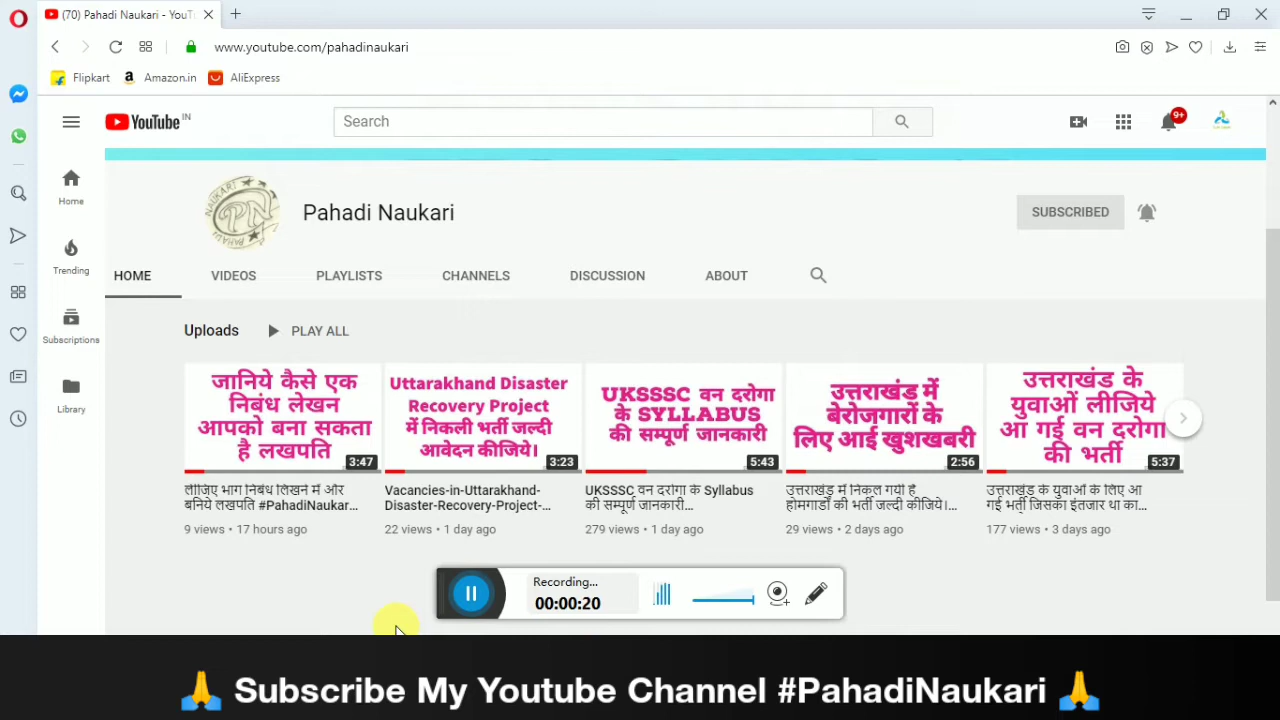 (70) Pahadi Naukari - YouT
www.youtube.com/pahadinaukari
Flipkart
Amazon.in
AliExpress
YouTube IN
Search
9+
Home
Trending
Subscriptions
Library
NAUKARI
PN
PAHADI
Pahadi Naukari
SUBSCRIBED
HOME
VIDEOS
PLAYLISTS
CHANNELS
DISCUSSION
ABOUT
Uploads
PLAY ALL
जानिये कैसे एक
निबंध लेखन
आपको बना सकता
है लखपति
3:47
लीजिए भाग निबंध लिखने में और
बनिये लखपति #PahadiNaukar...
9 views • 17 hours ago
Uttarakhand Disaster
Recovery Project
में निकली भर्ती जल्दी
आवेदन कीजिये।
3:23
Vacancies-in-Uttarakhand-
Disaster-Recovery-Project-...
22 views • 1 day ago
UKSSSC वन दरोगा
के SYLLABUS
की सम्पूर्ण जानकारी
5:43
UKSSSC वन दरोगा के Syllabus
की सम्पूर्ण जानकारी...
279 views • 1 day ago
उत्तराखंड में
बेरोजगारों के
लिए आई खुशखबरी
2:56
उत्तराखंड में निकल गयी है
होमगार्डों की भर्ती जल्दी कीजिये।...
29 views • 2 days ago
उत्तराखंड के
युवाओं लीजिये
आ गई वन दरोगा
की भर्ती
5:37
उत्तराखंड के युवाओं के लिए आ
गई भर्ती जिसका इंतजार था का...
177 views • 3 days ago
Recording...
00:00:20
🙏 Subscribe My Youtube Channel #PahadiNaukari 🙏